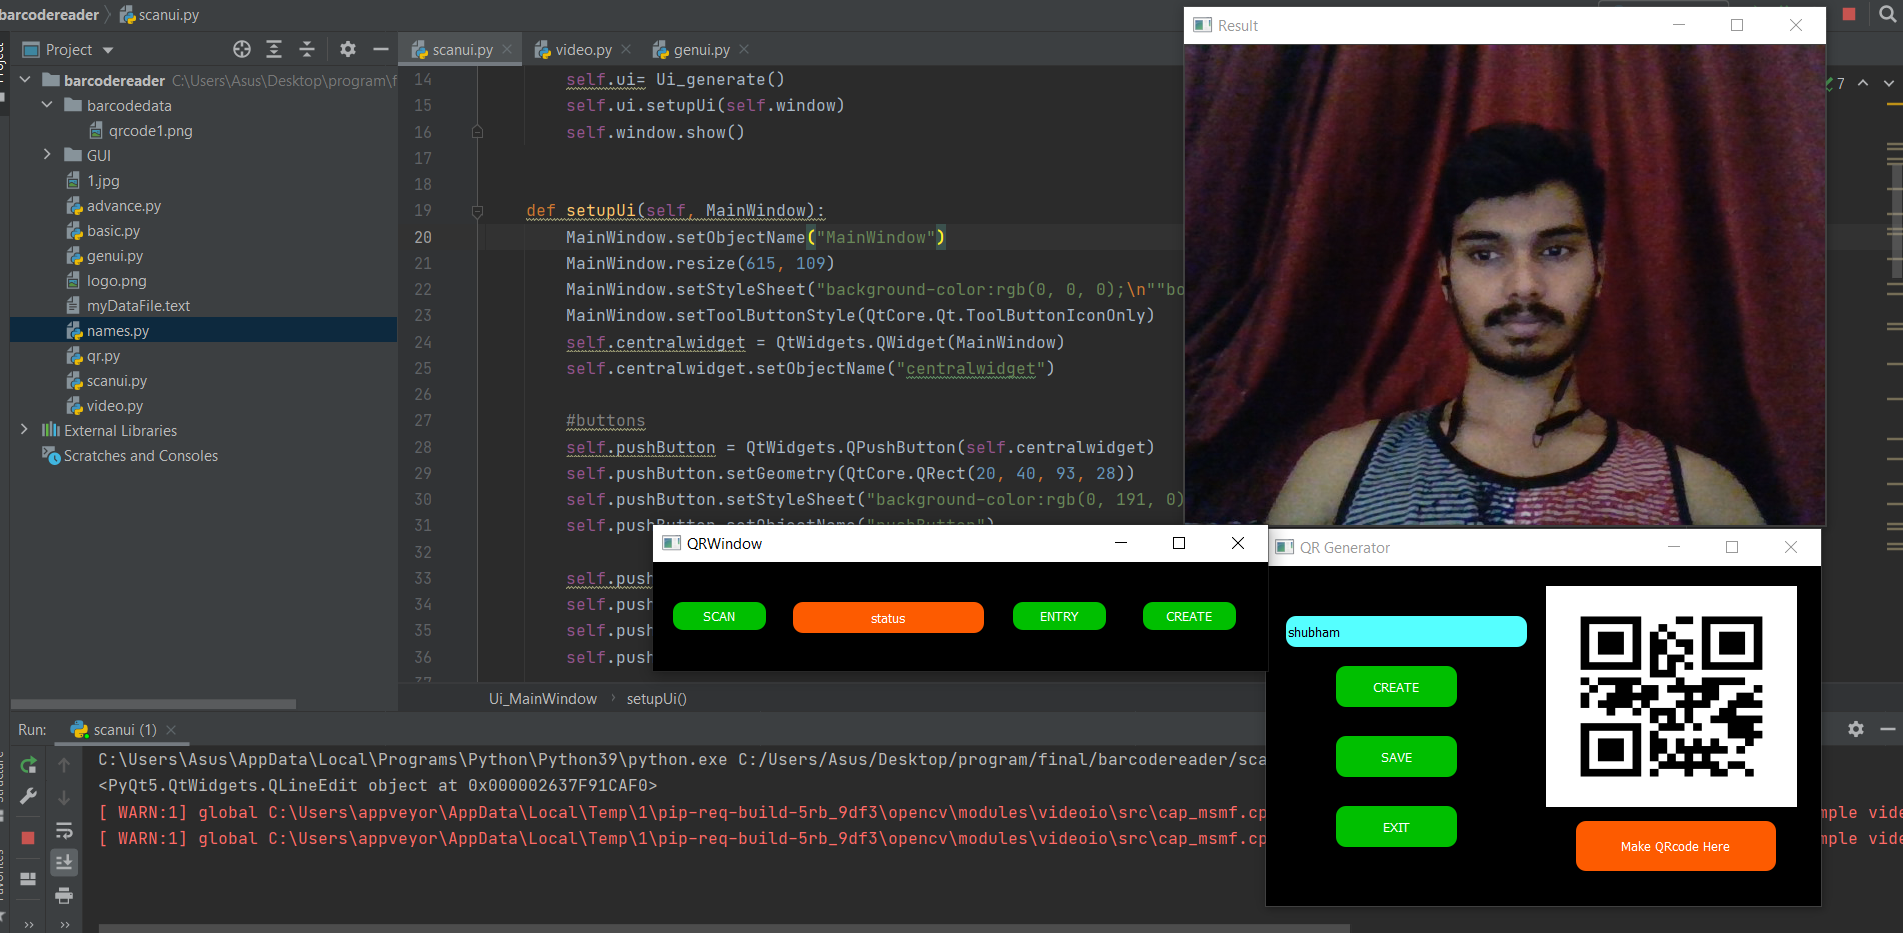 barcodereader scanui.py
Project
barcodereader C:\Users\Asus\Desktop\program\f
barcodedata
qrcode1.png
GUI
1.jpg
advance.py
basic.py
genui.py
logo.png
myDataFile.text
names.py
qr.py
scanui.py
video.py
External Libraries
Scratches and Consoles
scanui.py video.py genui.py
7
14 self.ui= Ui_generate()
15 self.ui.setupUi(self.window)
16 self.window.show()
17
18
19 def setupUi(self, MainWindow):
20 MainWindow.setObjectName("MainWindow")
21 MainWindow.resize(615, 109)
22 MainWindow.setStyleSheet("background-color:rgb(0, 0, 0);\n""bo
23 MainWindow.setToolButtonStyle(QtCore.Qt.ToolButtonIconOnly)
24 self.centralwidget = QtWidgets.QWidget(MainWindow)
25 self.centralwidget.setObjectName("centralwidget")
26
27 #buttons
28 self.pushButton = QtWidgets.QPushButton(self.centralwidget)
29 self.pushButton.setGeometry(QtCore.QRect(20, 40, 93, 28))
30 self.pushButton.setStyleSheet("background-color:rgb(0, 191, 0)
31 self.pushButton.setObjectName("pushButton")
32
33 self.push
34 self.push
35 self.push
36 self.push
37
Ui_MainWindow setupUi()
Result
QRWindow
SCAN status ENTRY CREATE
QR Generator
shubham
CREATE
SAVE
EXIT
Make QRcode Here
Run: scanui (1)
C:\Users\Asus\AppData\Local\Programs\Python\Python39\python.exe C:/Users/Asus/Desktop/program/final/barcodereader/sca
<PyQt5.QtWidgets.QLineEdit object at 0x000002637F91CAF0>
[ WARN:1] global C:\Users\appveyor\AppData\Local\Temp\1\pip-req-build-5rb_9df3\opencv\modules\videoio\src\cap_msmf.cp mple vide
[ WARN:1] global C:\Users\appveyor\AppData\Local\Temp\1\pip-req-build-5rb_9df3\opencv\modules\videoio\src\cap_msmf.cp mple vide